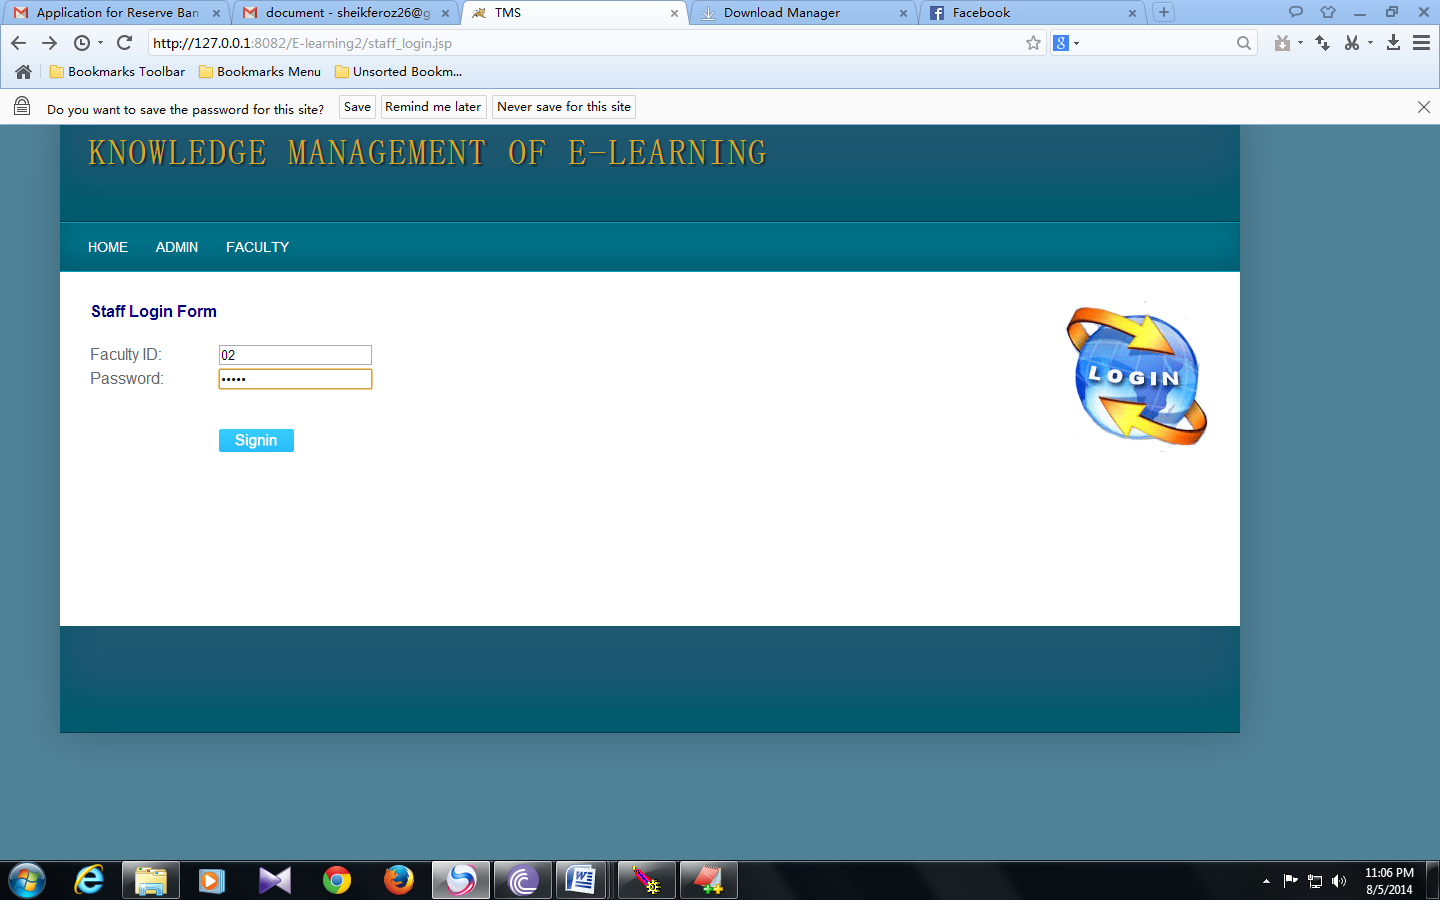 Application for Reserve Ban
document - sheikferoz26@g
TMS
Download Manager
Facebook
http://127.0.0.1:8082/E-learning2/staff_login.jsp
Bookmarks Toolbar
Bookmarks Menu
Unsorted Bookm...
Do you want to save the password for this site?
Save
Remind me later
Never save for this site
KNOWLEDGE MANAGEMENT OF E-LEARNING
HOME
ADMIN
FACULTY
Staff Login Form
LOGIN
Faculty ID: 02
Password: •••••
Signin
11:06 PM
8/5/2014